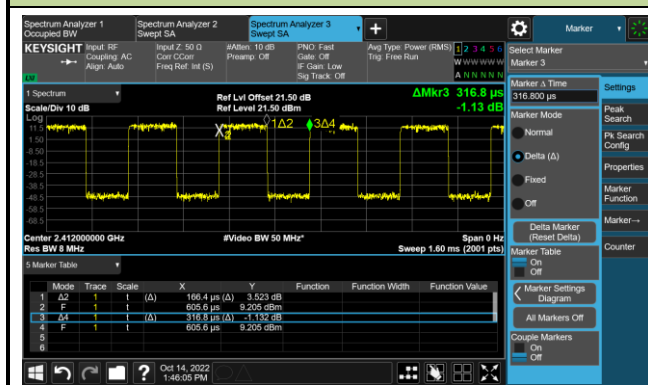 Spectrum Analyzer 1
Occupied BW
Spectrum Analyzer 2
Swept SA
Spectrum Analyzer 3
Swept SA
Marker
KEYSIGHT
Input: RF
Coupling: AC
Align: Auto
Input Z: 50 Ω
Corr CCorr
Freq Ref: Int (S)
#Atten: 10 dB
Preamp: Off
PNO: Fast
Gate: Off
IF Gain: Low
Sig Track: Off
Avg Type: Power (RMS)
Trig: Free Run
1 2 3 4 5 6
W W W W W W
A N N N N N
Select Marker
Marker 3
1 Spectrum
Scale/Div 10 dB
Ref Lvl Offset 21.50 dB
Ref Level 21.50 dBm
ΔMkr3 316.8 µs
-1.13 dB
Log
11.5
1.50
-8.50
-18.5
-28.5
-38.5
-48.5
-58.5
-68.5
1Δ2
3Δ4
Center 2.412000000 GHz
Res BW 8 MHz
#Video BW 50 MHz*
Span 0 Hz
Sweep 1.60 ms (2001 pts)
5 Marker Table
Mode Trace Scale X Y Function Function Width Function Value
1 Δ2 1 t (Δ) 166.4 µs (Δ) 3.523 dB
2 F 1 t 605.6 µs 9.205 dBm
3 Δ4 1 t (Δ) 316.8 µs (Δ) -1.132 dB
4 F 1 t 605.6 µs 9.205 dBm
5
6
Marker Δ Time
316.800 µs
Marker Mode
Normal
Delta (Δ)
Fixed
Off
Delta Marker
(Reset Delta)
Marker Table
On
Off
Marker Settings
Diagram
All Markers Off
Couple Markers
On
Off
Settings
Peak
Search
Pk Search
Config
Properties
Marker
Function
Marker→
Counter
Oct 14, 2022
1:46:05 PM